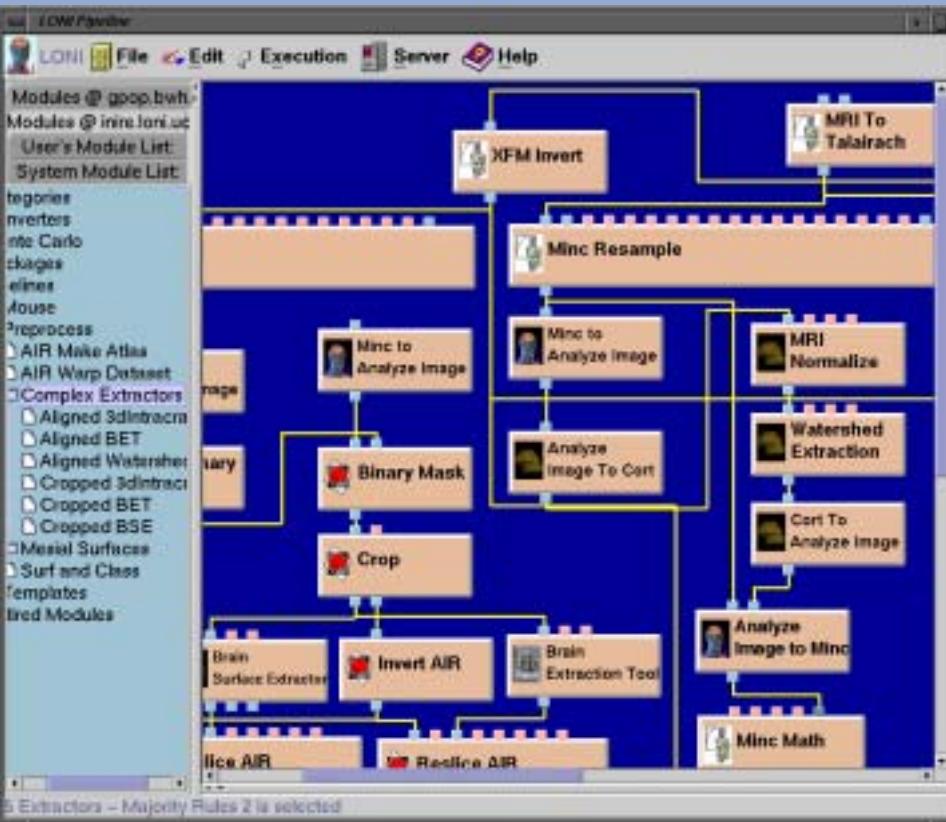 LONI Pipeline
LONI File Edit Execution Server Help
Modules @ gpop.bwh.
Modules @ inire.loni.uc
User's Module List:
System Module List:
tegories
nverters
nte Carlo
ckages
elines
Mouse
Preprocess
AIR Make Atlas
AIR Warp Dataset
Complex Extractors
Aligned 3dIntracra
Aligned BET
Aligned Watershed
Cropped 3dIntraci
Cropped BET
Cropped BSE
Mesial Surfaces
Surf and Class
Templates
tired Modules
XFM Invert
MRI To
Talairach
Minc Resample
Minc to
Analyze Image
Minc to
Analyze Image
MRI
Normalize
nage
Analyze
Image To Cort
Watershed
Extraction
nary
Binary Mask
Crop
Cort To
Analyze Image
Brain
Surface Extractor
Invert AIR
Brain
Extraction Tool
Analyze
Image to Minc
Minc Math
lice AIR
Reslice AIR
5 Extractors – Majority Rules 2 is selected